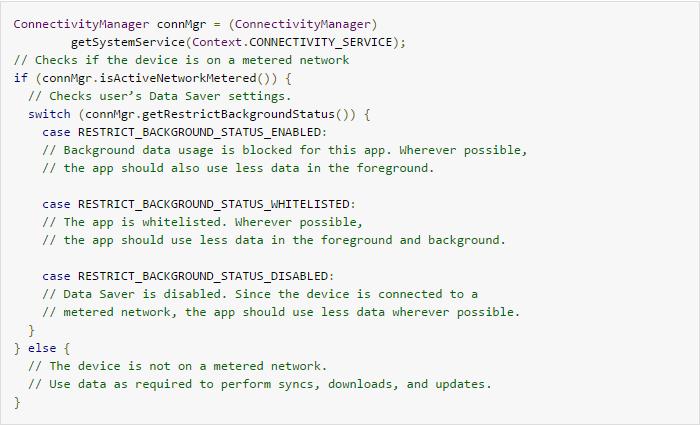 ConnectivityManager connMgr = (ConnectivityManager)
        getSystemService(Context.CONNECTIVITY_SERVICE);
// Checks if the device is on a metered network
if (connMgr.isActiveNetworkMetered()) {
  // Checks user’s Data Saver settings.
  switch (connMgr.getRestrictBackgroundStatus()) {
    case RESTRICT_BACKGROUND_STATUS_ENABLED:
    // Background data usage is blocked for this app. Wherever possible,
    // the app should also use less data in the foreground.

    case RESTRICT_BACKGROUND_STATUS_WHITELISTED:
    // The app is whitelisted. Wherever possible,
    // the app should use less data in the foreground and background.

    case RESTRICT_BACKGROUND_STATUS_DISABLED:
    // Data Saver is disabled. Since the device is connected to a
    // metered network, the app should use less data wherever possible.
  }
} else {
  // The device is not on a metered network.
  // Use data as required to perform syncs, downloads, and updates.
}